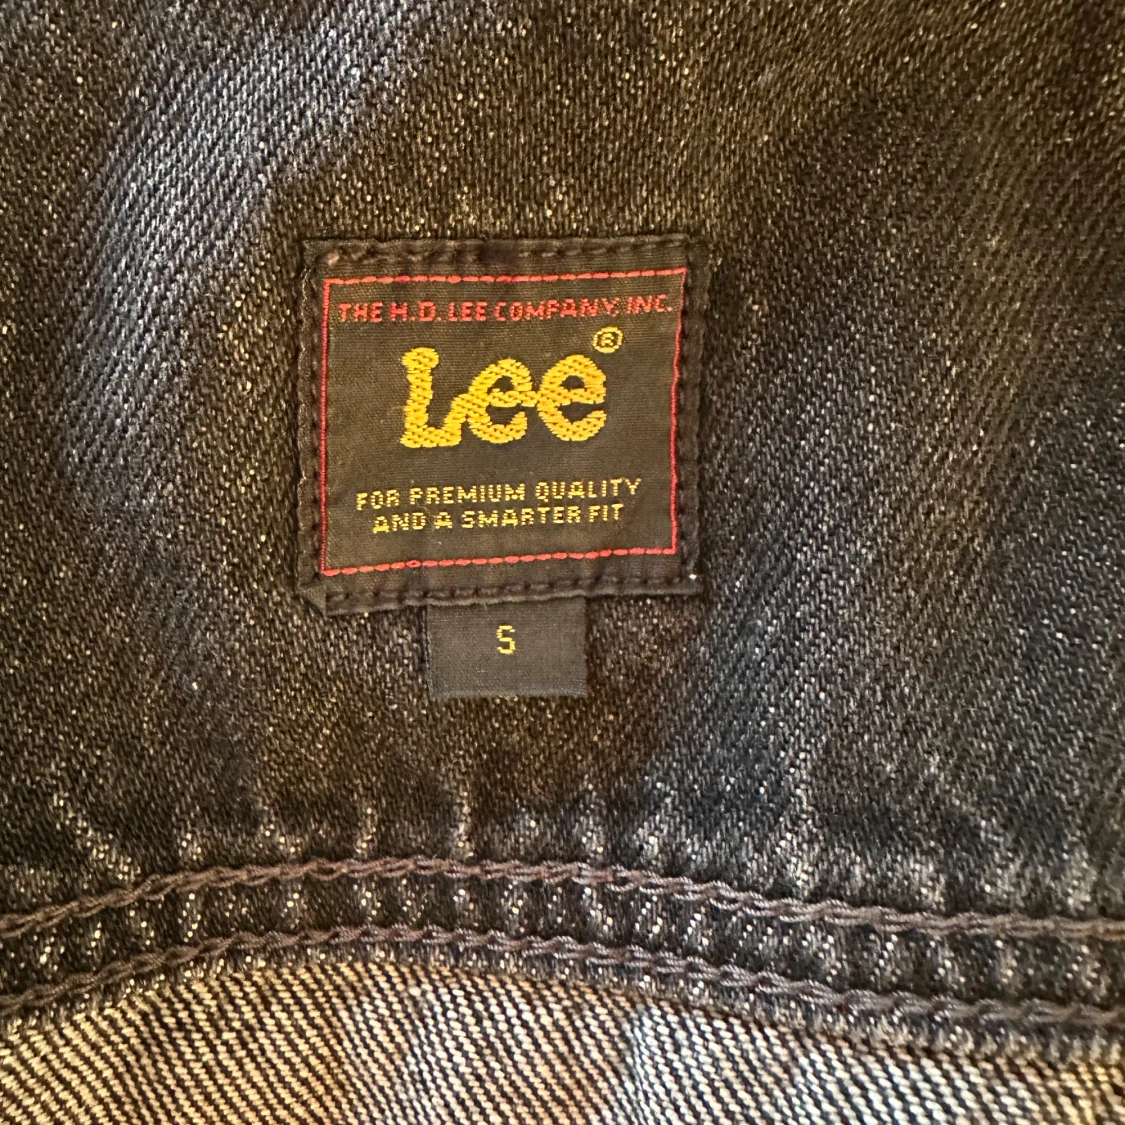 THE H.D. LEE COMPANY, INC.
Lee®
FOR PREMIUM QUALITY
AND A SMARTER FIT
S